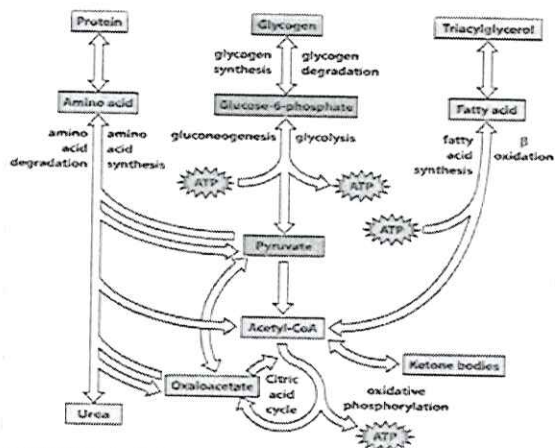 Protein
Glycogen
Triacylglycerol
glycogen synthesis
glycogen degradation
Amino acid
Glucose-6-phosphate
Fatty acid
amino acid degradation
amino acid synthesis
gluconeogenesis
glycolysis
fatty acid synthesis
β oxidation
ATP
ATP
ATP
Pyruvate
Acetyl-CoA
Ketone bodies
Oxaloacetate
Citric acid cycle
oxidative phosphorylation
Urea
ATP